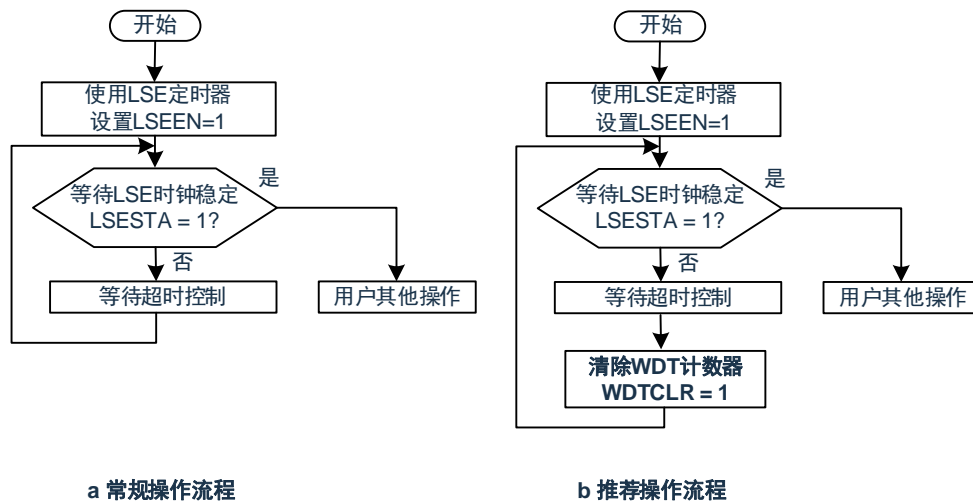 开始
使用LSE定时器
设置LSEEN=1
等待LSE时钟稳定
LSESTA = 1?
是
否
等待超时控制
用户其他操作
a 常规操作流程
开始
使用LSE定时器
设置LSEEN=1
等待LSE时钟稳定
LSESTA = 1?
是
否
等待超时控制
用户其他操作
清除WDT计数器
WDTCLR = 1
b 推荐操作流程